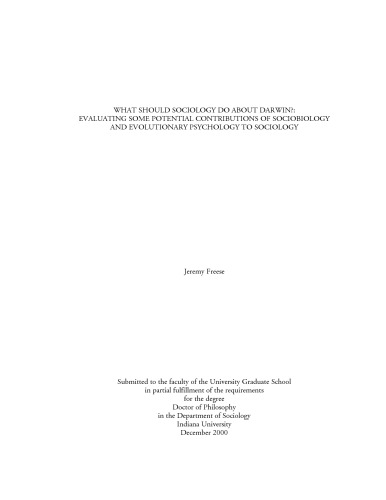 WHAT SHOULD SOCIOLOGY DO ABOUT DARWIN?:
EVALUATING SOME POTENTIAL CONTRIBUTIONS OF SOCIOBIOLOGY
AND EVOLUTIONARY PSYCHOLOGY TO SOCIOLOGY
Jeremy Freese
Submitted to the faculty of the University Graduate School
in partial fulfillment of the requirements
for the degree
Doctor of Philosophy
in the Department of Sociology
Indiana University
December 2000